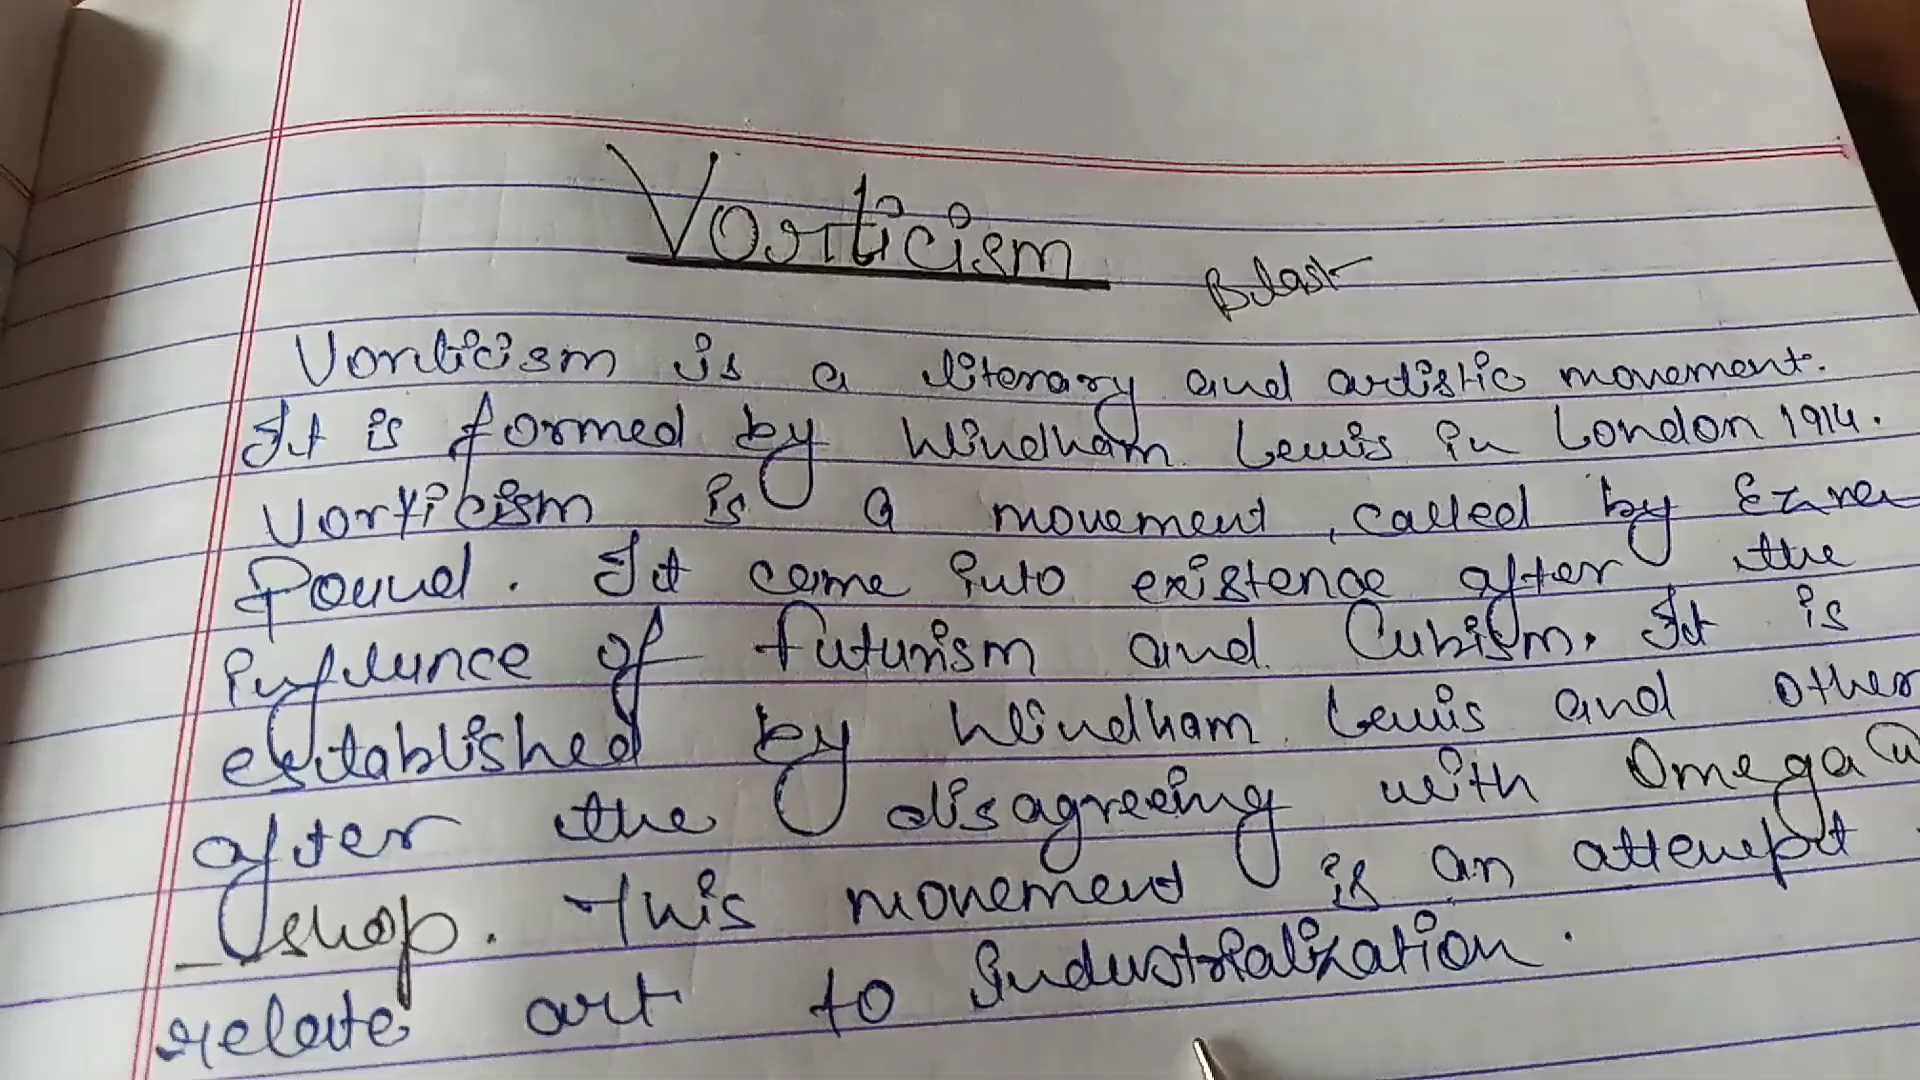 Vorticism
Blast
Vorticism is a literary and artistic movement.
It is formed by Windham Lewis in London 1914.
Vorticism is a movement, called by Ezra
Pound. It came into existence after the
influnce of futurism and Cubism. It is
established by Windham Lewis and other
after the disagreeing with Omega
shop. This movement is an attempt
relate art to Industrialization.